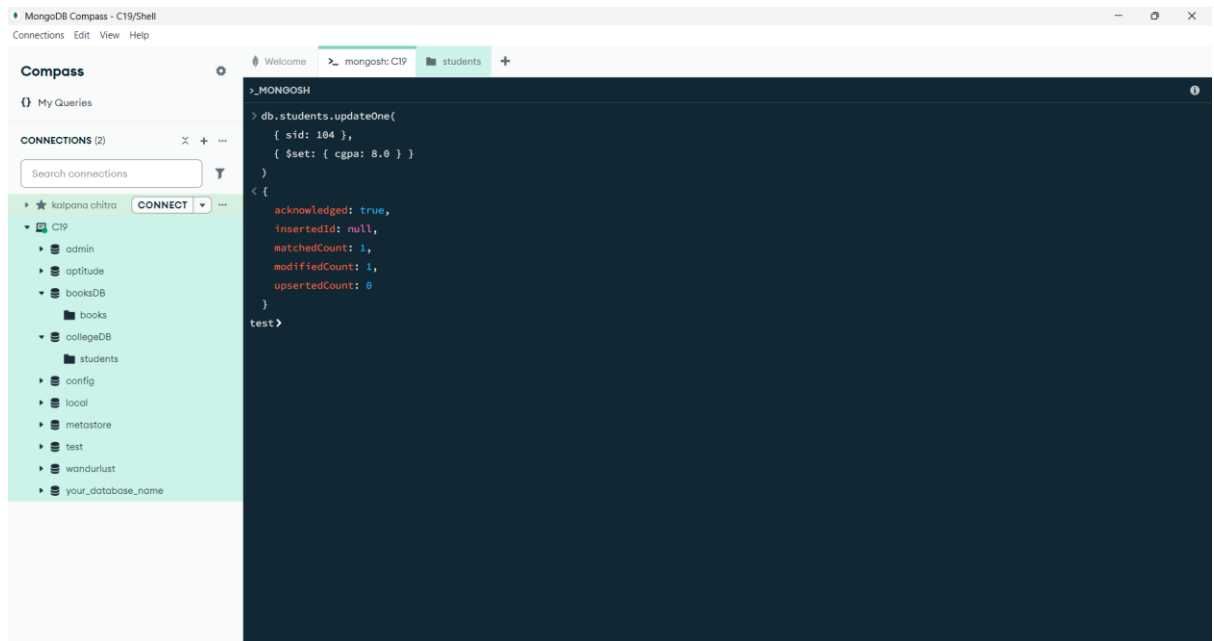 MongoDB Compass - C19/Shell
Connections Edit View Help
Compass
{} My Queries
CONNECTIONS (2)
Search connections
kalpana chitra CONNECT
C19
admin
aptitude
booksDB
books
collegeDB
students
config
local
metastore
test
wandurlust
your_database_name
Welcome >_ mongosh: C19 students +
>_MONGOSH
> db.students.updateOne(
{ sid: 104 },
{ $set: { cgpa: 8.0 } }
)
< {
acknowledged: true,
insertedId: null,
matchedCount: 1,
modifiedCount: 1,
upsertedCount: 0
}
test>